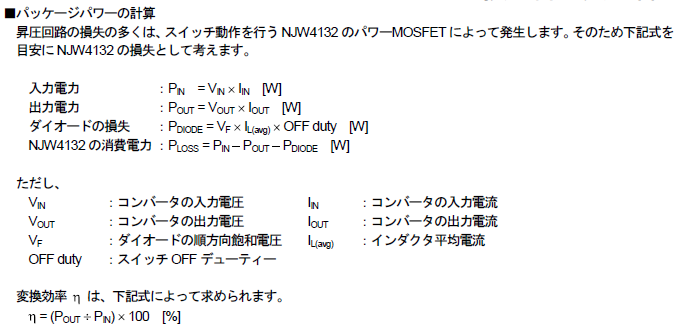 ■パッケージパワーの計算
昇圧回路の損失の多くは、スイッチ動作を行う NJW4132 のパワーMOSFET によって発生します。そのため下記式を
目安に NJW4132 の損失として考えます。
入力電力 : PIN = VIN × IIN [W]
出力電力 : POUT = VOUT × IOUT [W]
ダイオードの損失 : PDIODE = VF × IL(avg) × OFF duty [W]
NJW4132 の消費電力 : PLOSS = PIN – POUT – PDIODE [W]
ただし、
VIN : コンバータの入力電圧 IIN : コンバータの入力電流
VOUT : コンバータの出力電圧 IOUT : コンバータの出力電流
VF : ダイオードの順方向飽和電圧 IL(avg) : インダクタ平均電流
OFF duty : スイッチ OFF デューティー
変換効率 η は、下記式によって求められます。
η = (POUT ÷ PIN) × 100 [%]